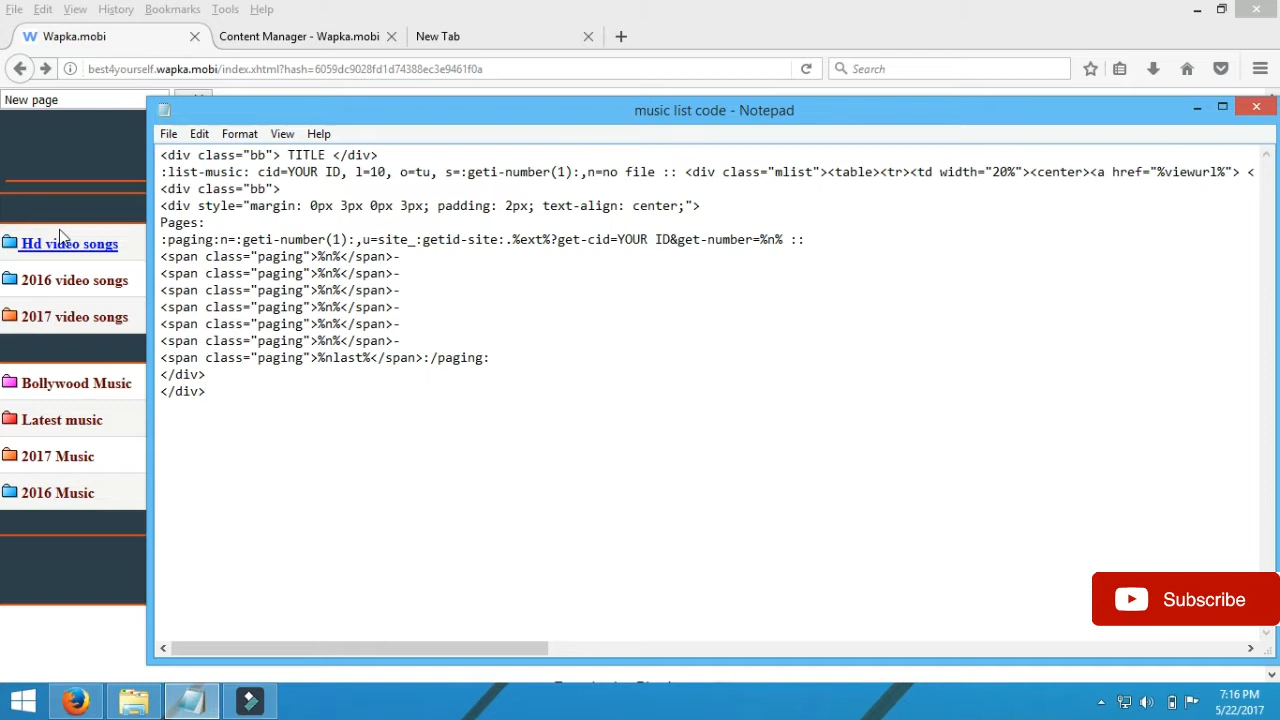 File Edit View History Bookmarks Tools Help
W Wapka.mobi Content Manager - Wapka.mobi New Tab
best4yourself.wapka.mobi/index.xhtml?hash=6059dc9028fd1d74388ec3e9461f0a Search
New page
music list code - Notepad
File Edit Format View Help
<div class="bb"> TITLE </div>
:list-music: cid=YOUR ID, l=10, o=tu, s=:geti-number(1):,n=no file :: <div class="mlist"><table><tr><td width="20%"><center><a href="%viewurl%"> <
<div class="bb">
<div style="margin: 0px 3px 0px 3px; padding: 2px; text-align: center;">
Pages:
:paging:n=:geti-number(1):,u=site_:getid-site:.%ext%?get-cid=YOUR ID&get-number=%n% ::
<span class="paging">%n%</span>-
<span class="paging">%n%</span>-
<span class="paging">%n%</span>-
<span class="paging">%n%</span>-
<span class="paging">%n%</span>-
<span class="paging">%n%</span>-
<span class="paging">%nlast%</span>:/paging:
</div>
</div>
Hd video songs
2016 video songs
2017 video songs
Bollywood Music
Latest music
2017 Music
2016 Music
Subscribe
7:16 PM
5/22/2017